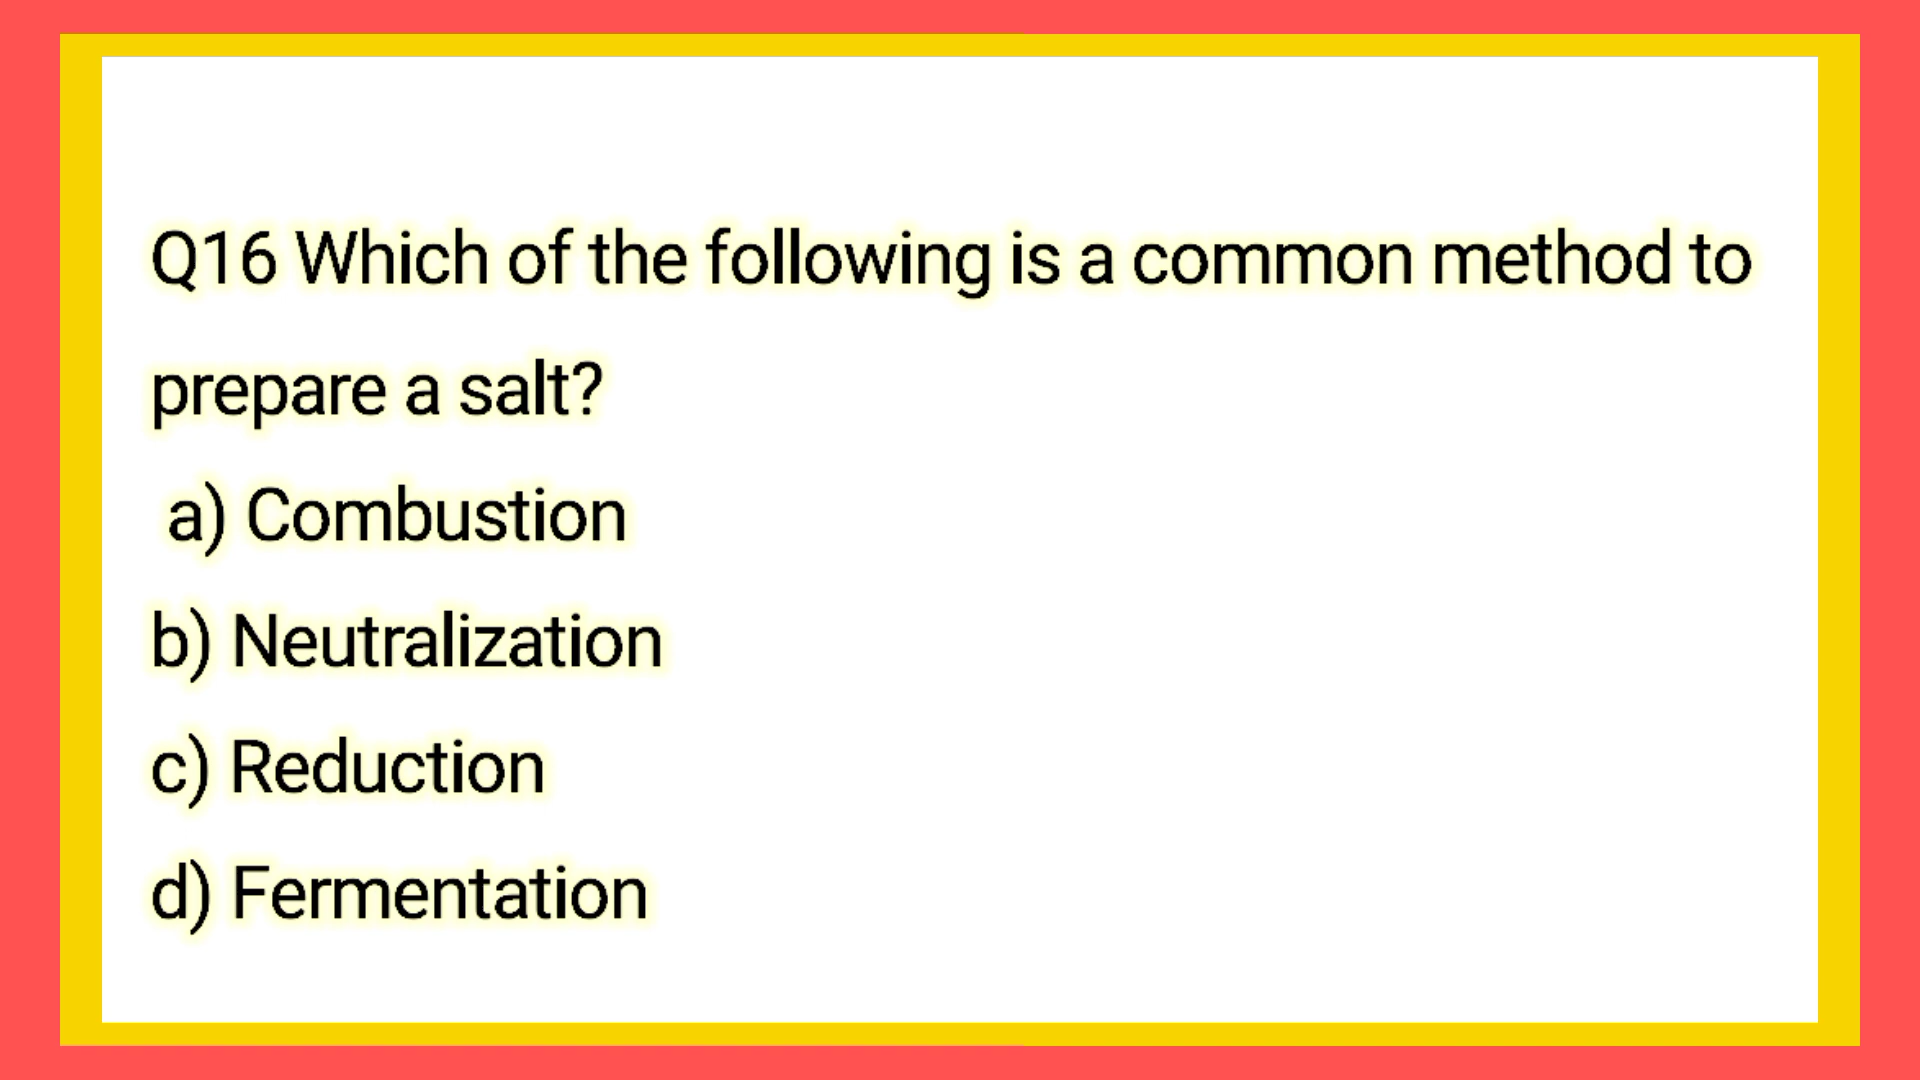 Q16 Which of the following is a common method to
prepare a salt?
a) Combustion
b) Neutralization
c) Reduction
d) Fermentation